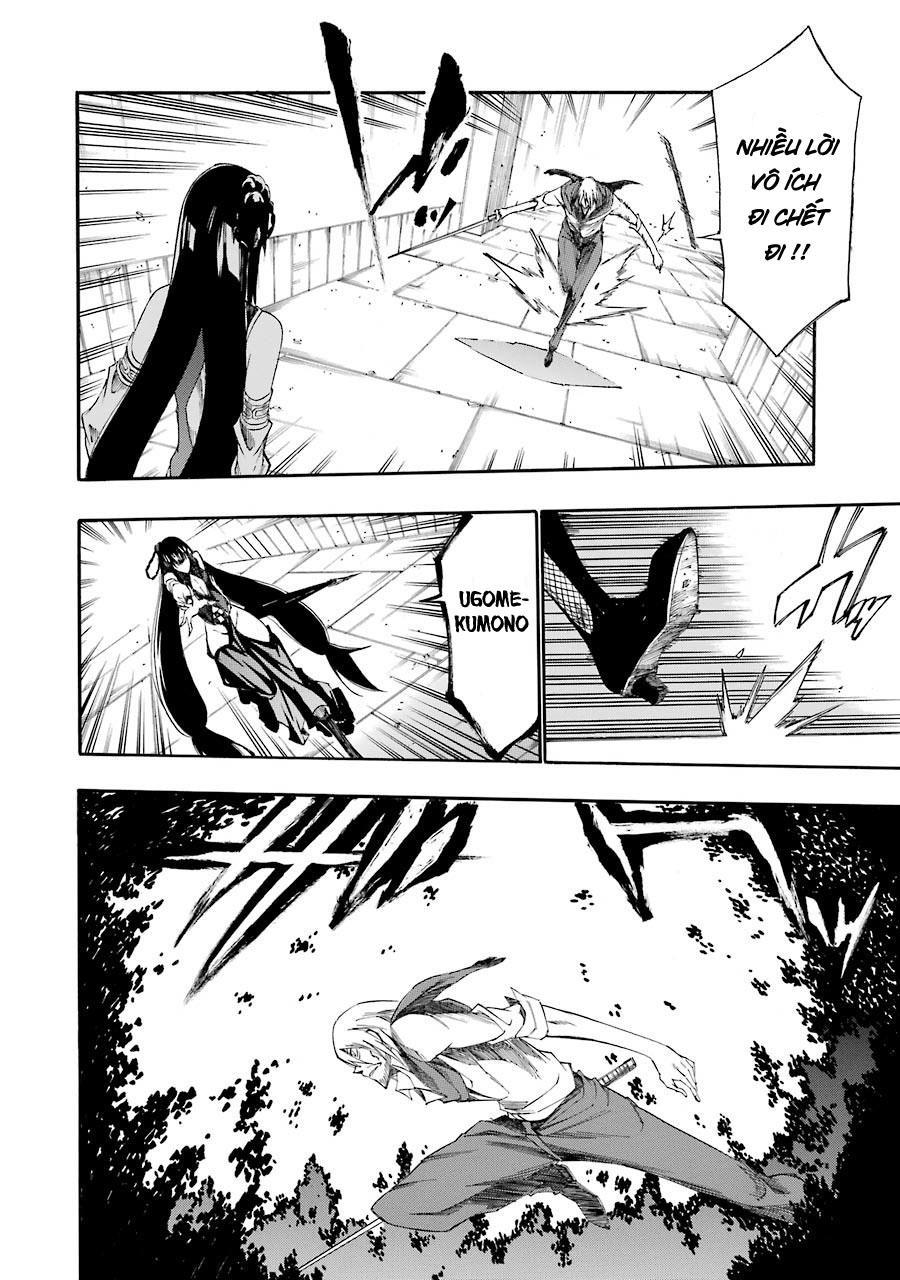 NHIỀU LỜI
VÔ ÍCH
ĐI CHẾT
ĐI !!
UGOME-
KUMONO